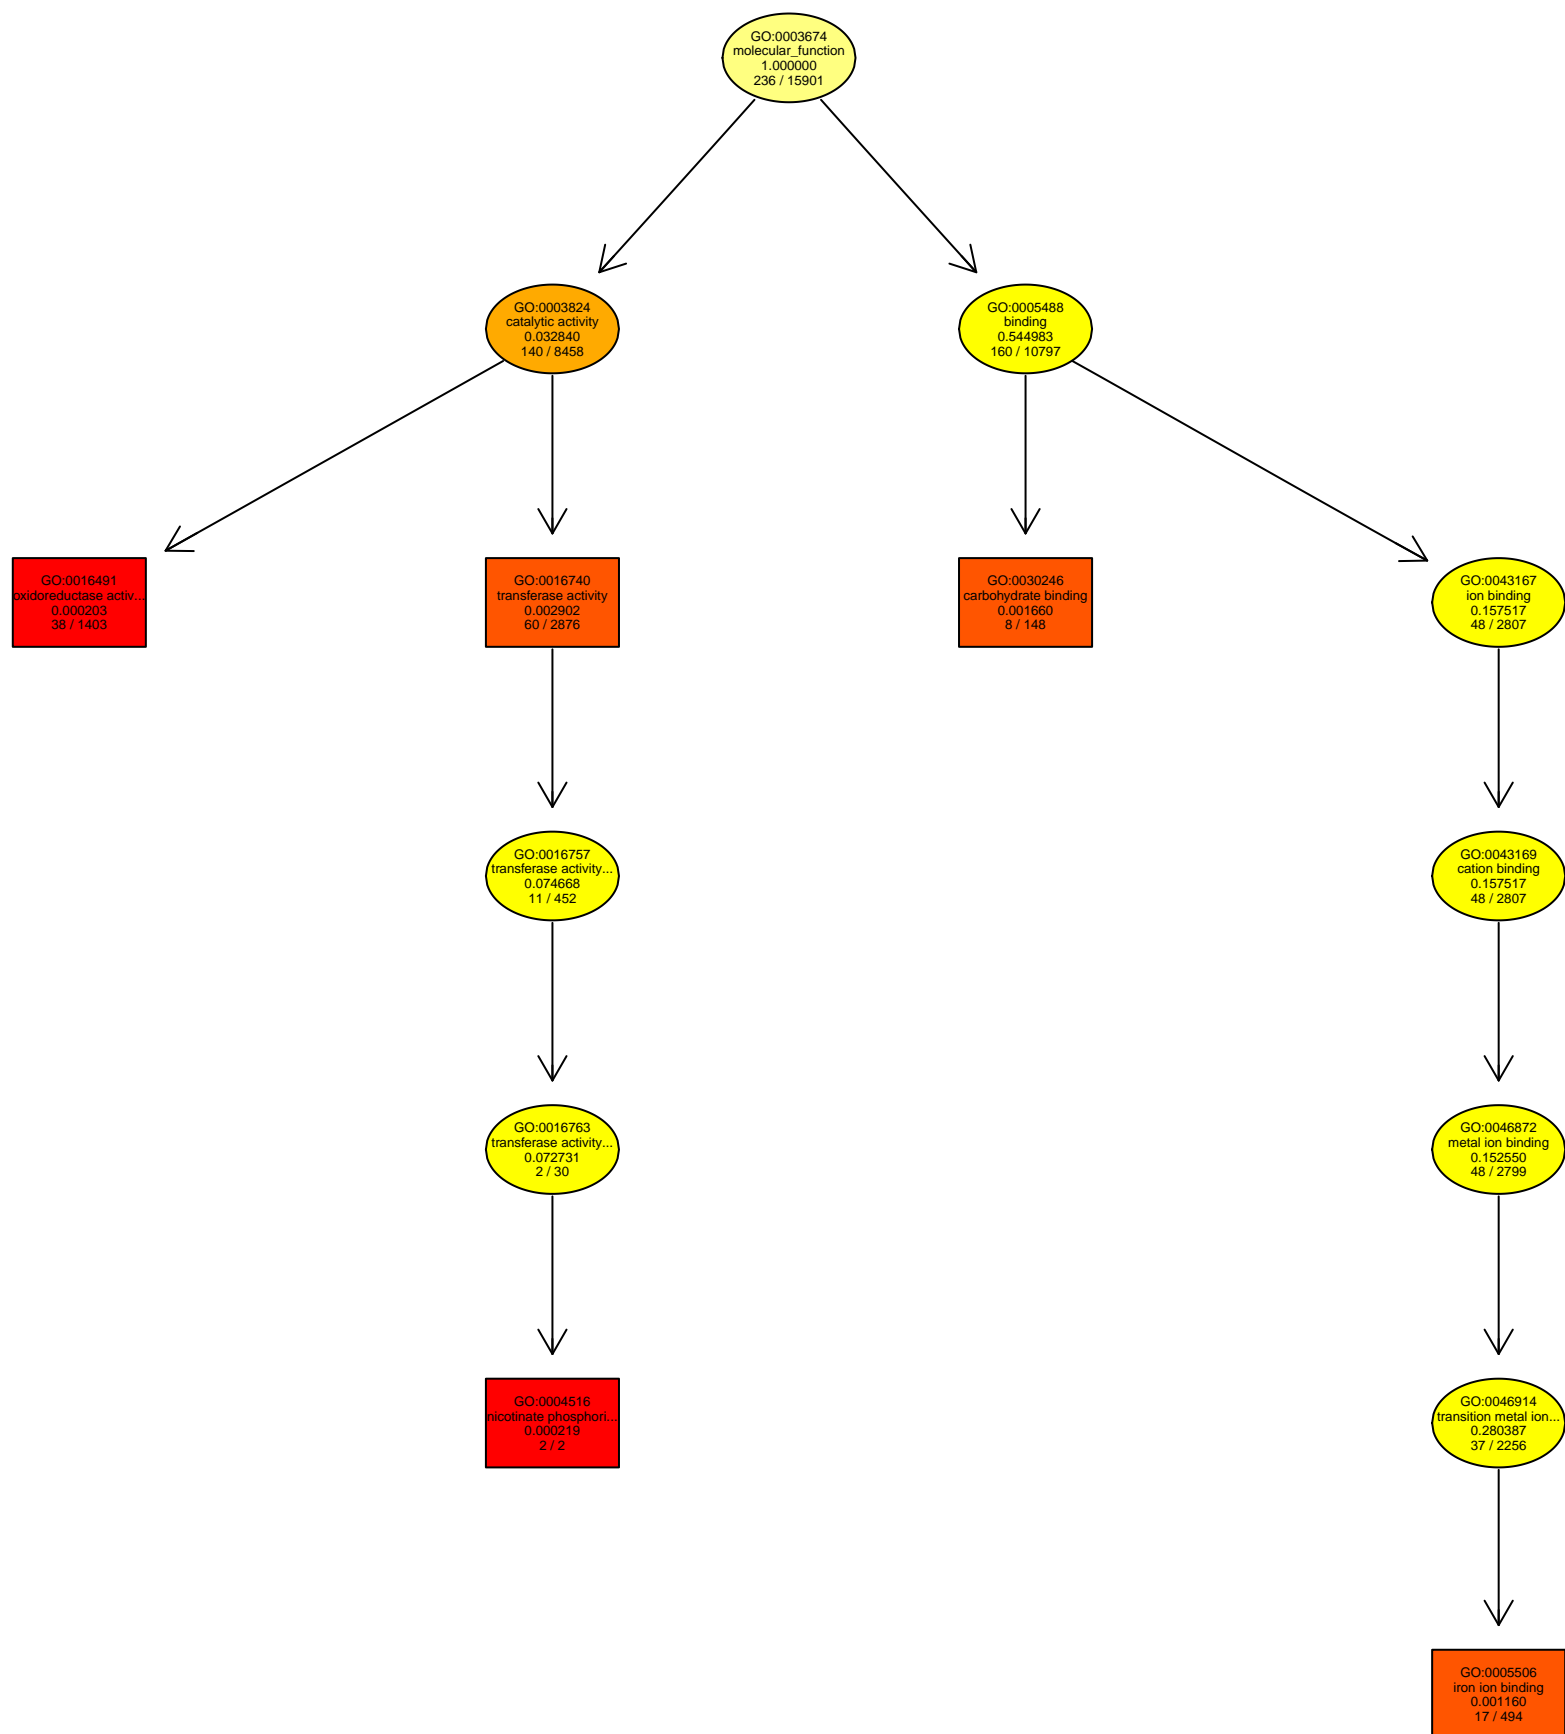 GO:0003674
molecular_function
1.000000
236 / 15901
GO:0003824
catalytic activity
0.032840
140 / 8458
GO:0005488
binding
0.544983
160 / 10797
GO:0016491
oxidoreductase activ...
0.000203
38 / 1403
GO:0016740
transferase activity
0.002902
60 / 2876
GO:0030246
carbohydrate binding
0.001660
8 / 148
GO:0043167
ion binding
0.157517
48 / 2807
GO:0016757
transferase activity...
0.074668
11 / 452
GO:0043169
cation binding
0.157517
48 / 2807
GO:0016763
transferase activity...
0.072731
2 / 30
GO:0046872
metal ion binding
0.152550
48 / 2799
GO:0004516
nicotinate phosphori...
0.000219
2 / 2
GO:0046914
transition metal ion...
0.280387
37 / 2256
GO:0005506
iron ion binding
0.001160
17 / 494